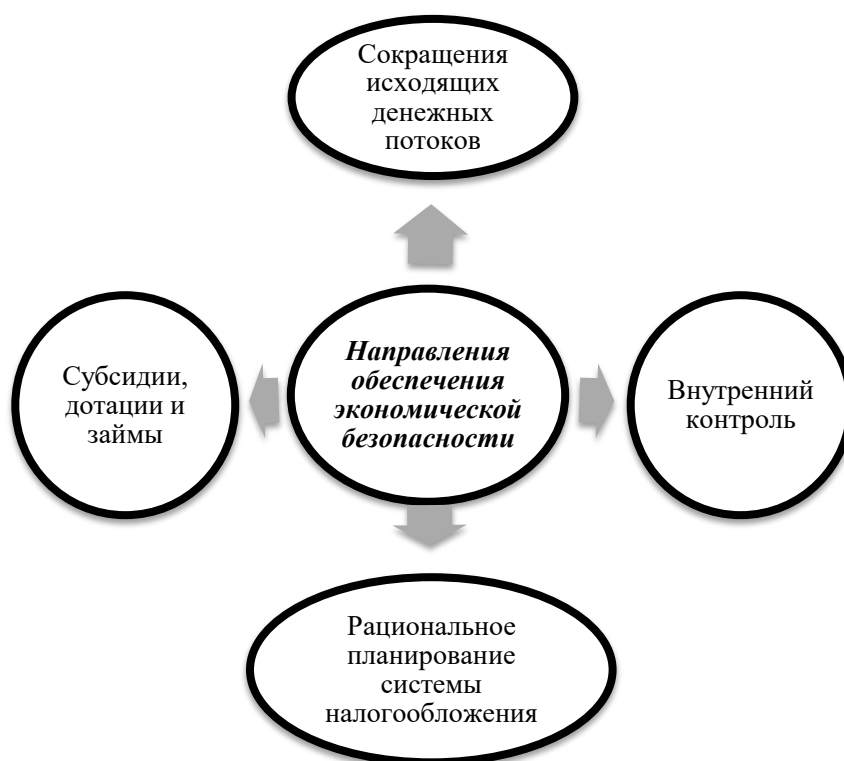 Сокращения
исходящих
денежных
потоков
Субсидии,
дотации и
займы
Направления
обеспечения
экономической
безопасности
Внутренний
контроль
Рациональное
планирование
системы
налогообложения